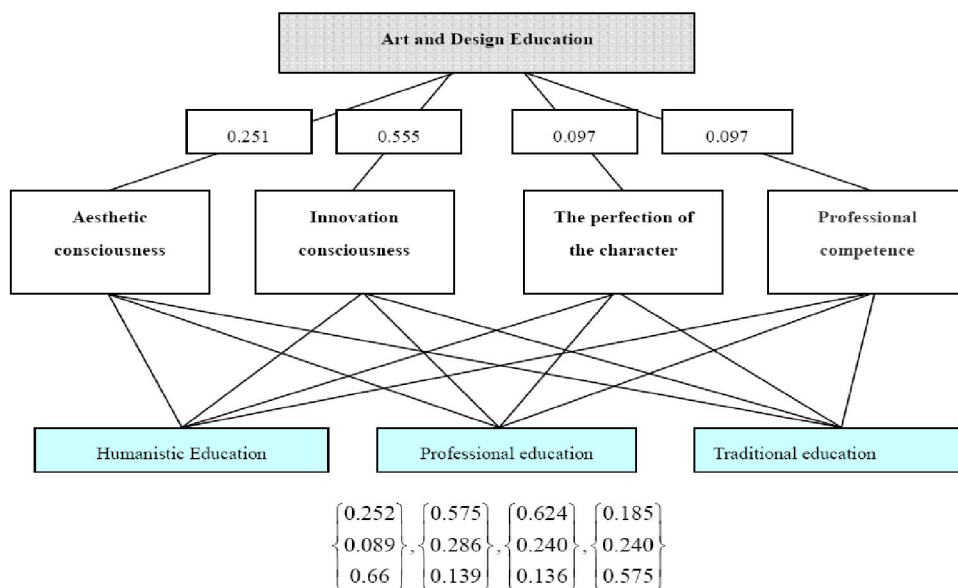 Art and Design Education
0.251 0.555 0.097 0.097
Aesthetic consciousness
Innovation consciousness
The perfection of the character
Professional competence
Humanistic Education
Professional education
Traditional education
{0.252 {0.575 {0.624 {0.185
0.089 }, 0.286 }, 0.240 }, 0.240 }
0.66} 0.139} 0.136} 0.575}